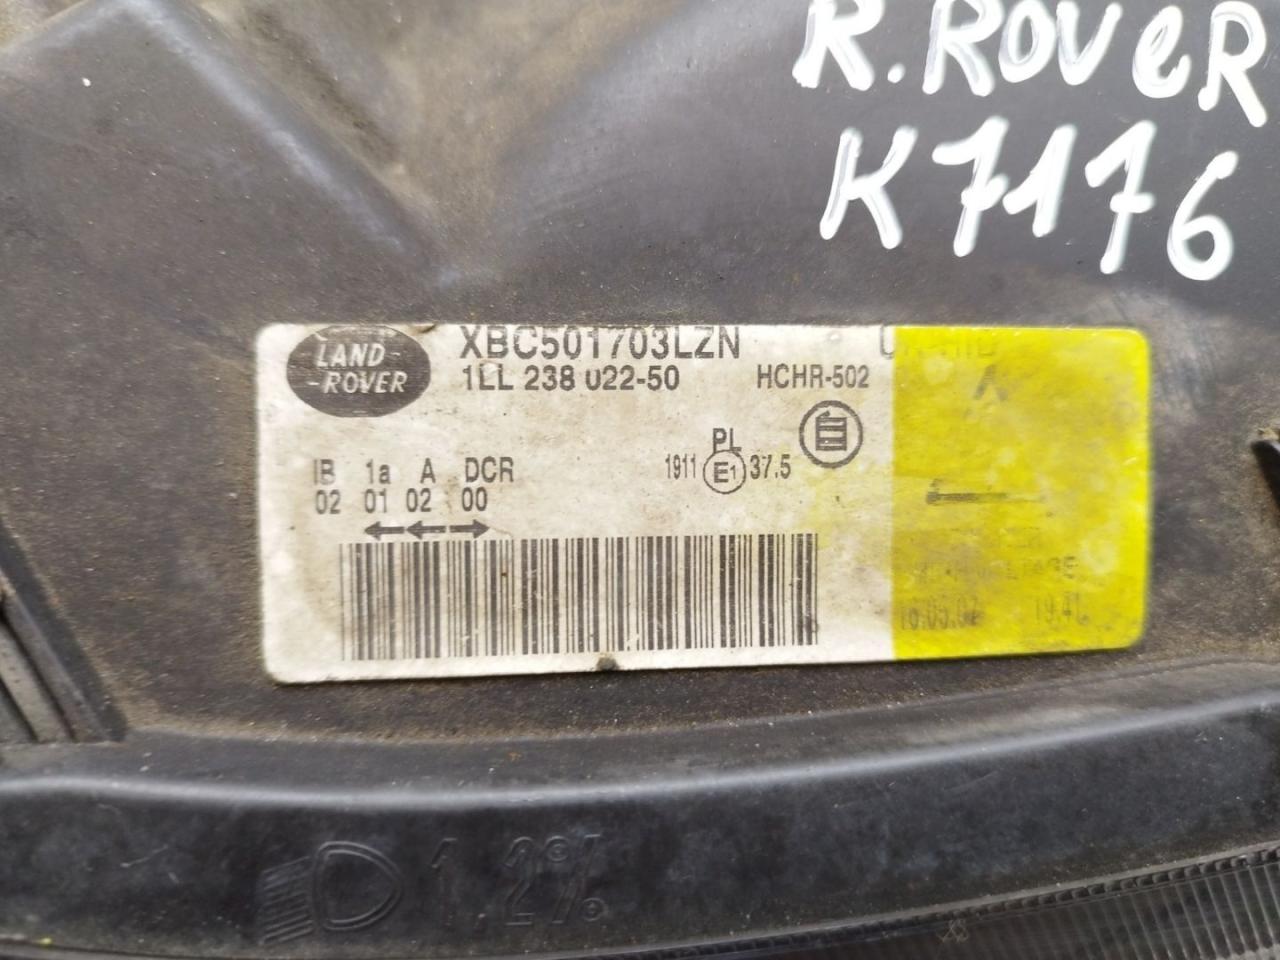 R.ROVeR
K7176
LAND-
-ROVER
XBC501703LZN
1LL 238 022-50 HCHR-502
PL
IB 1a A DCR
1911 E1 37.5
02 01 02 00
1,2%